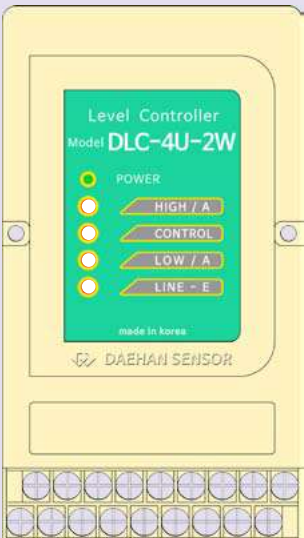 Level Controller
Model DLC-4U-2W
POWER
HIGH / A
CONTROL
LOW / A
LINE - E
made in korea
DAEHAN SENSOR